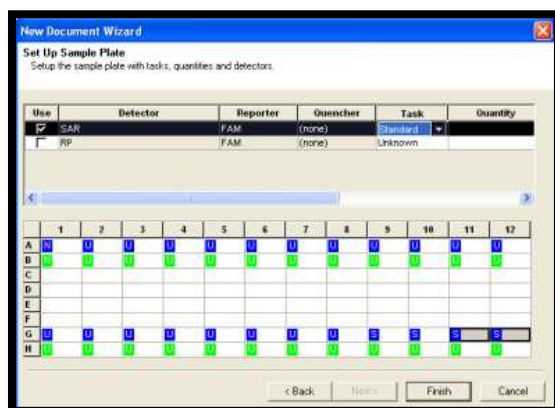 New Document Wizard
Set Up Sample Plate
Setup the sample plate with tasks, quantities and detectors.
Use Detector Reporter Quencher Task Quantity
SAR FAM (none) Standard
RP FAM (none) Unknown
1 2 3 4 5 6 7 8 9 10 11 12
A N U U U U U U U U U U U
B N U U U U U U U U U U U
C
D
E
F
G U U U U U U U U S S S S
H U U U U U U U U U U U U
< Back Next > Finish Cancel